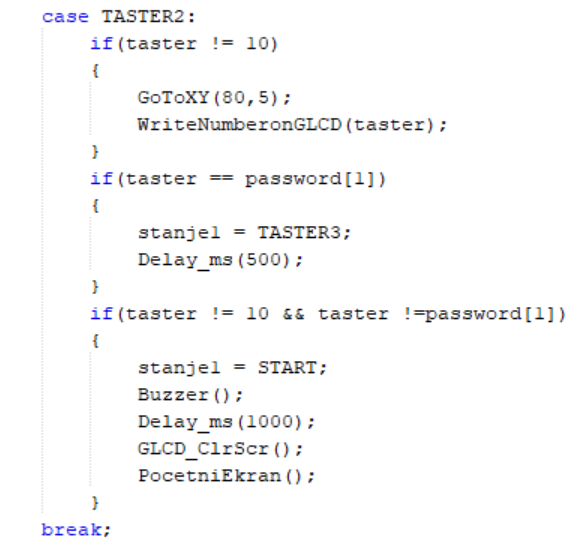 case TASTER2:
    if(taster != 10)
    {
        GoToXY(80,5);
        WriteNumberonGLCD(taster);
    }
    if(taster == password[1])
    {
        stanje1 = TASTER3;
        Delay_ms(500);
    }
    if(taster != 10 && taster !=password[1])
    {
        stanje1 = START;
        Buzzer();
        Delay_ms(1000);
        GLCD_ClrScr();
        PocetniEkran();
    }
break;